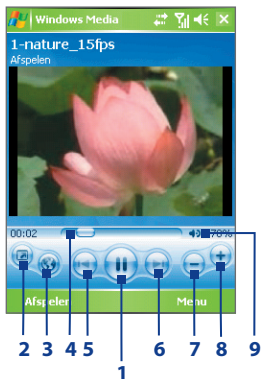 Windows Media
1-nature_15fps
Afspelen
00:02
70%
Afspelen
Menu
2 3 4 5 6 7 8 9
1